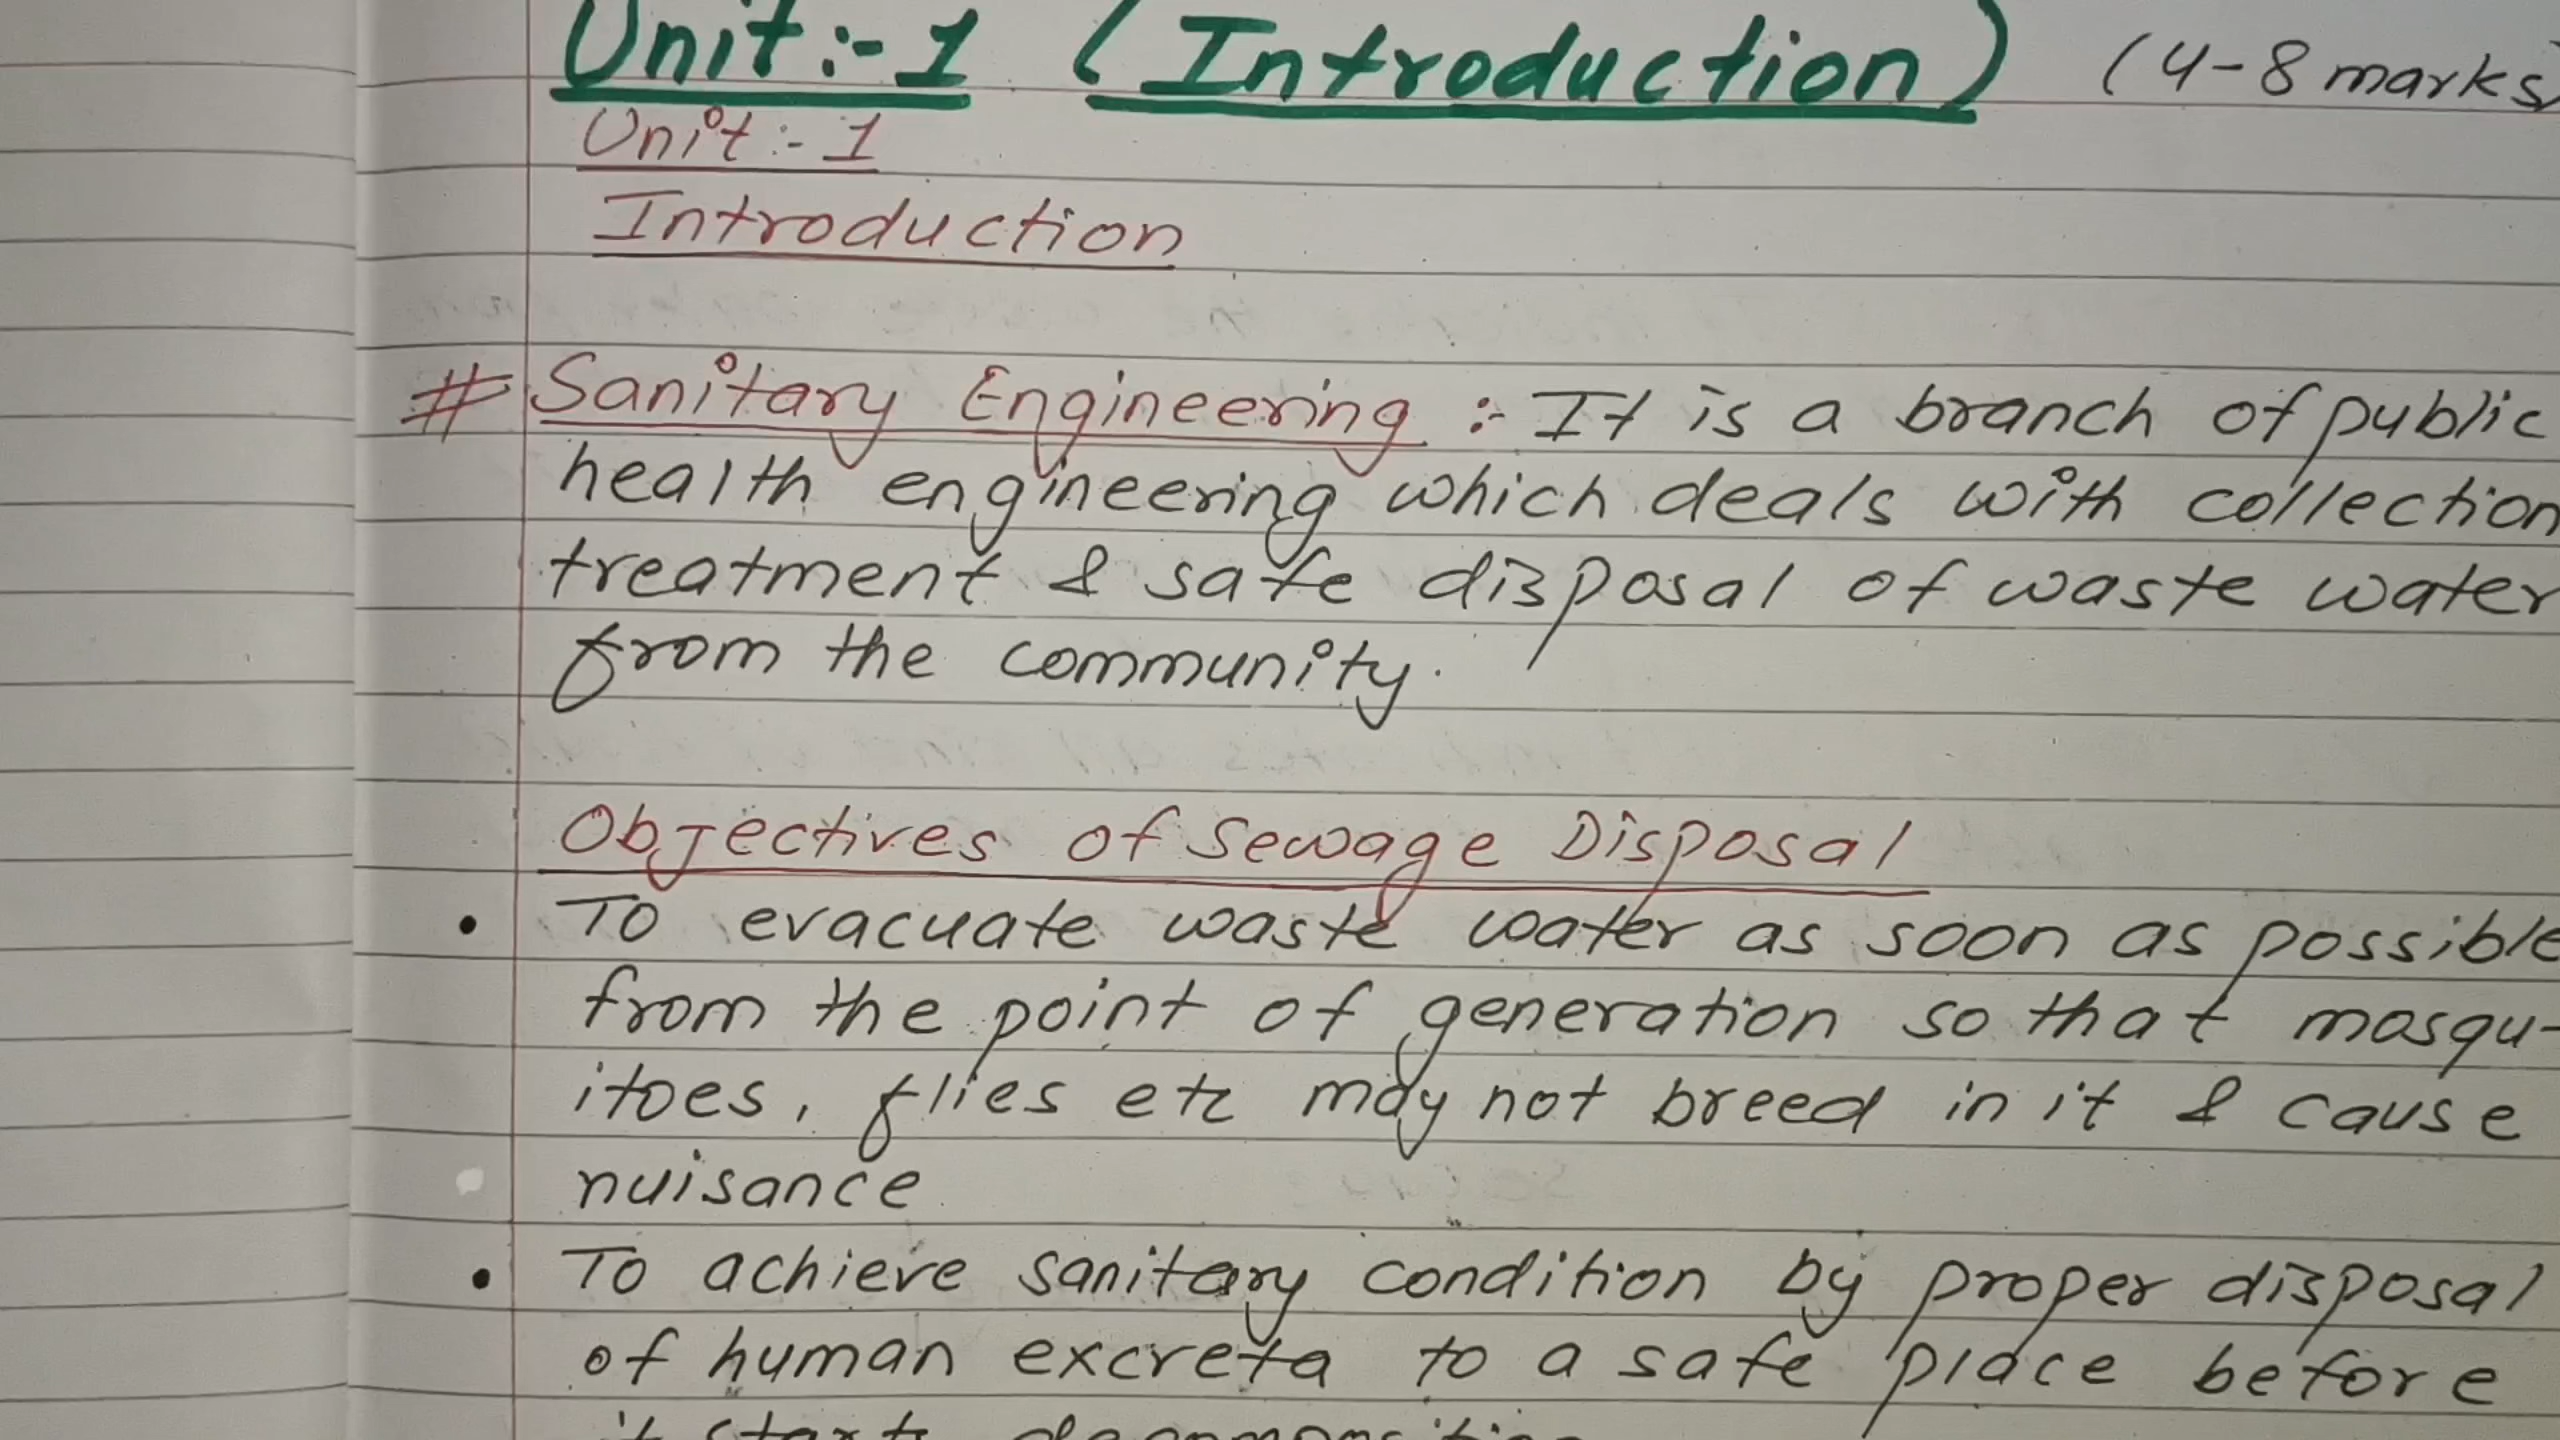 Unit:-1 (Introduction) (4-8 marks)
Unit:-1
Introduction
# Sanitary Engineering :- It is a branch of public
health engineering which deals with collection
treatment & safe disposal of waste water
from the community.
Objectives of Sewage Disposal
• To evacuate waste water as soon as possible
from the point of generation so that mosqu-
itoes, flies etc may not breed in it & cause
nuisance
• To achieve sanitary condition by proper disposal
of human excreta to a safe place before
it starts decomposition